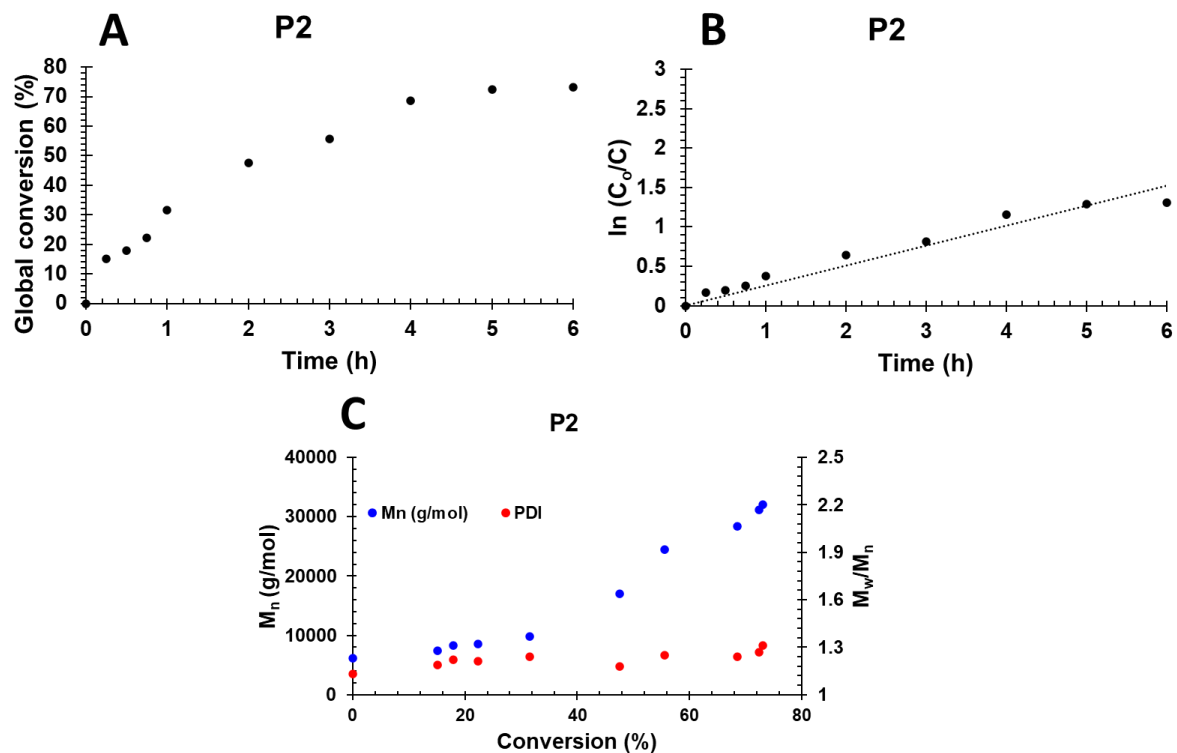 A
P2
Global conversion (%)
80
70
60
50
40
30
20
10
0
0 1 2 3 4 5 6
Time (h)
B
P2
ln (Co/C)
3
2.5
2
1.5
1
0.5
0
0 1 2 3 4 5 6
Time (h)
C
P2
Mn (g/mol)
40000
30000
20000
10000
0
Mn (g/mol) PDI
2.5
2.2
1.9
1.6
1.3
1
Mw/Mn
0 20 40 60 80
Conversion (%)